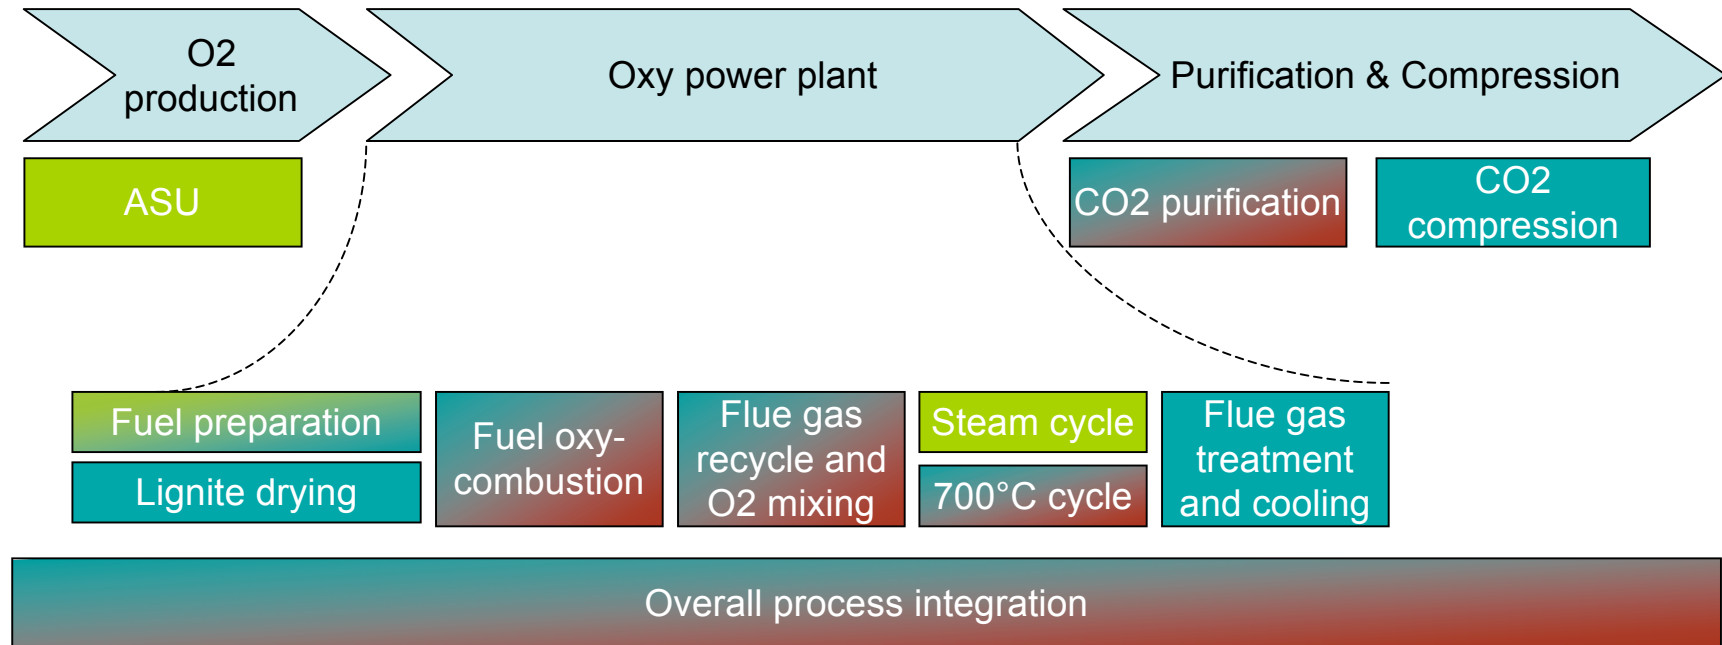 O2
production
Oxy power plant
Purification & Compression
ASU
CO2 purification
CO2
compression
Fuel preparation
Lignite drying
Fuel oxy-
combustion
Flue gas
recycle and
O2 mixing
Steam cycle
700°C cycle
Flue gas
treatment
and cooling
Overall process integration